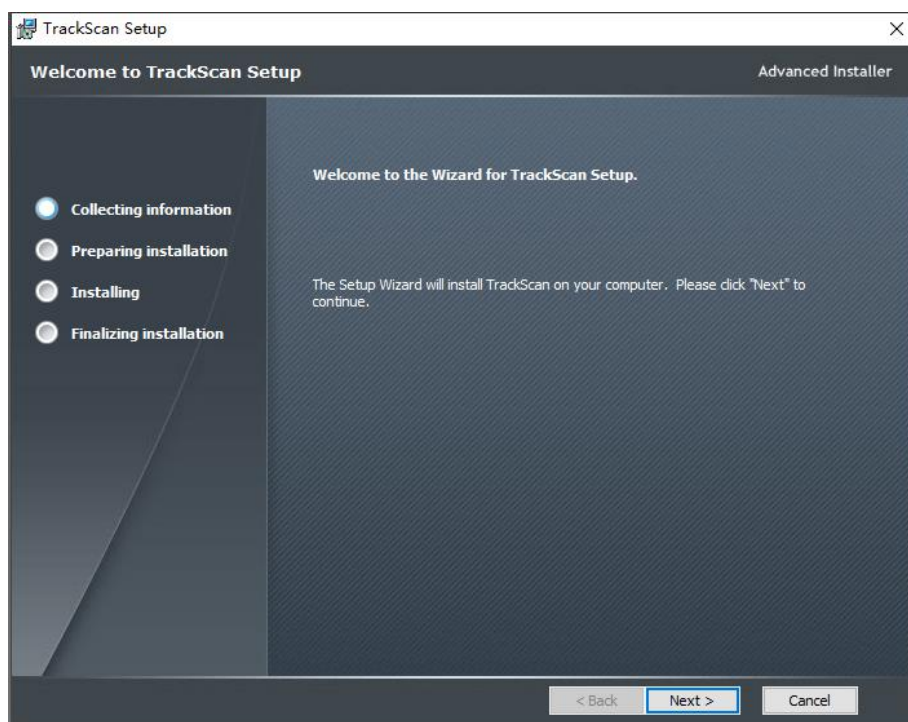 TrackScan Setup
Welcome to TrackScan Setup
Advanced Installer
Collecting information
Preparing installation
Installing
Finalizing installation
Welcome to the Wizard for TrackScan Setup.
The Setup Wizard will install TrackScan on your computer.  Please click "Next" to
continue.
< Back
Next >
Cancel